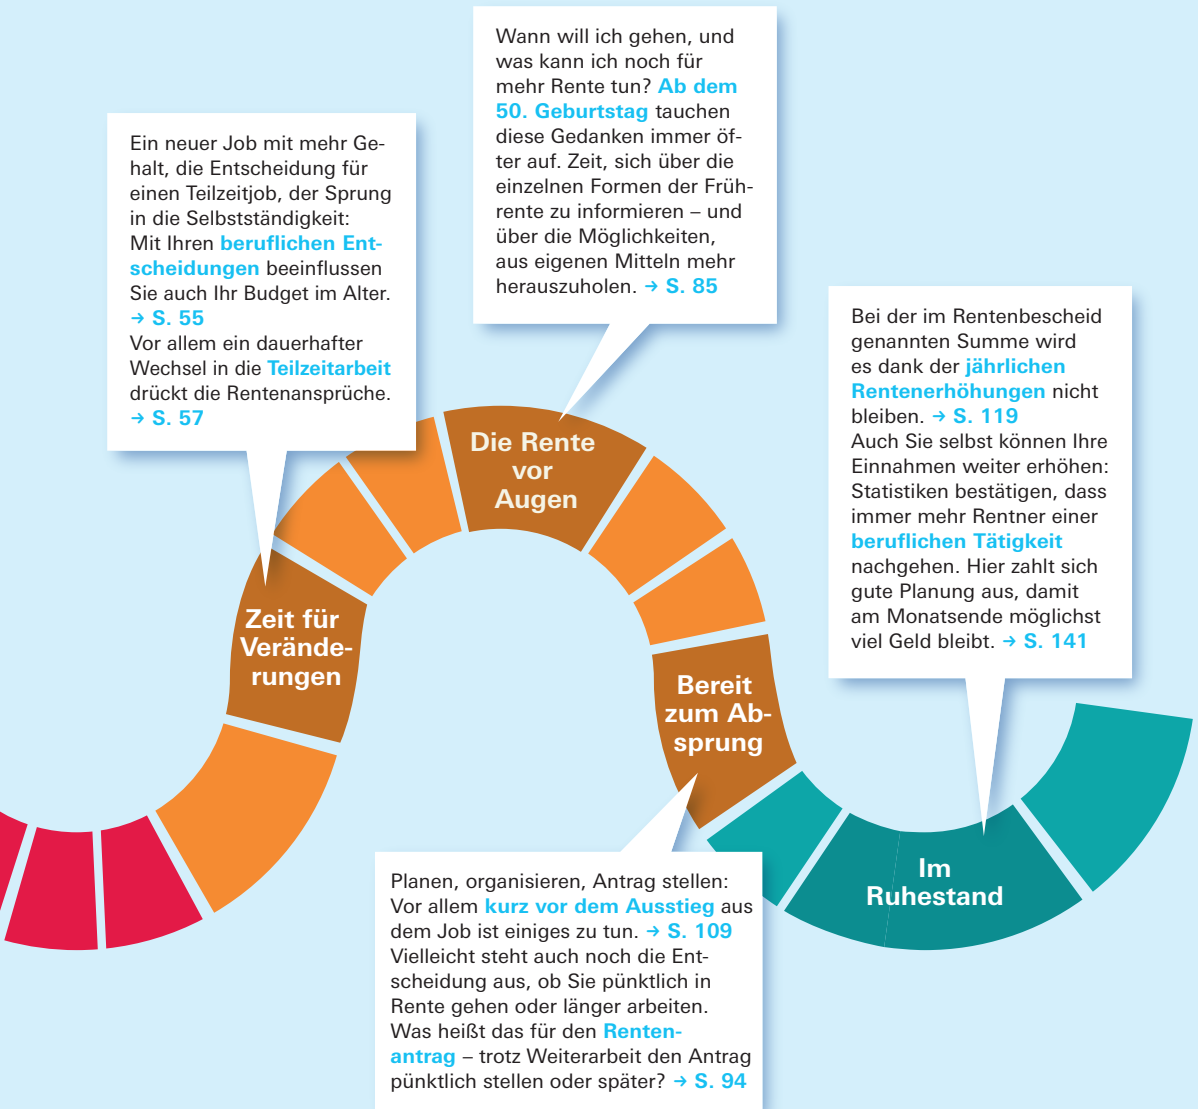 Wann will ich gehen, und
was kann ich noch für
mehr Rente tun? Ab dem
50. Geburtstag tauchen
diese Gedanken immer öf-
ter auf. Zeit, sich über die
einzelnen Formen der Früh-
rente zu informieren – und
über die Möglichkeiten,
aus eigenen Mitteln mehr
herauszuholen. → S. 85
Ein neuer Job mit mehr Ge-
halt, die Entscheidung für
einen Teilzeitjob, der Sprung
in die Selbstständigkeit:
Mit Ihren beruflichen Ent-
scheidungen beeinflussen
Sie auch Ihr Budget im Alter.
→ S. 55
Vor allem ein dauerhafter
Wechsel in die Teilzeitarbeit
drückt die Rentenansprüche.
→ S. 57
Bei der im Rentenbescheid
genannten Summe wird
es dank der jährlichen
Rentenerhöhungen nicht
bleiben. → S. 119
Auch Sie selbst können Ihre
Einnahmen weiter erhöhen:
Statistiken bestätigen, dass
immer mehr Rentner einer
beruflichen Tätigkeit
nachgehen. Hier zahlt sich
gute Planung aus, damit
am Monatsende möglichst
viel Geld bleibt. → S. 141
Die Rente
vor
Augen
Zeit für
Verände-
rungen
Bereit
zum Ab-
sprung
Im
Ruhestand
Planen, organisieren, Antrag stellen:
Vor allem kurz vor dem Ausstieg aus
dem Job ist einiges zu tun. → S. 109
Vielleicht steht auch noch die Ent-
scheidung aus, ob Sie pünktlich in
Rente gehen oder länger arbeiten.
Was heißt das für den Renten-
antrag – trotz Weiterarbeit den Antrag
pünktlich stellen oder später? → S. 94